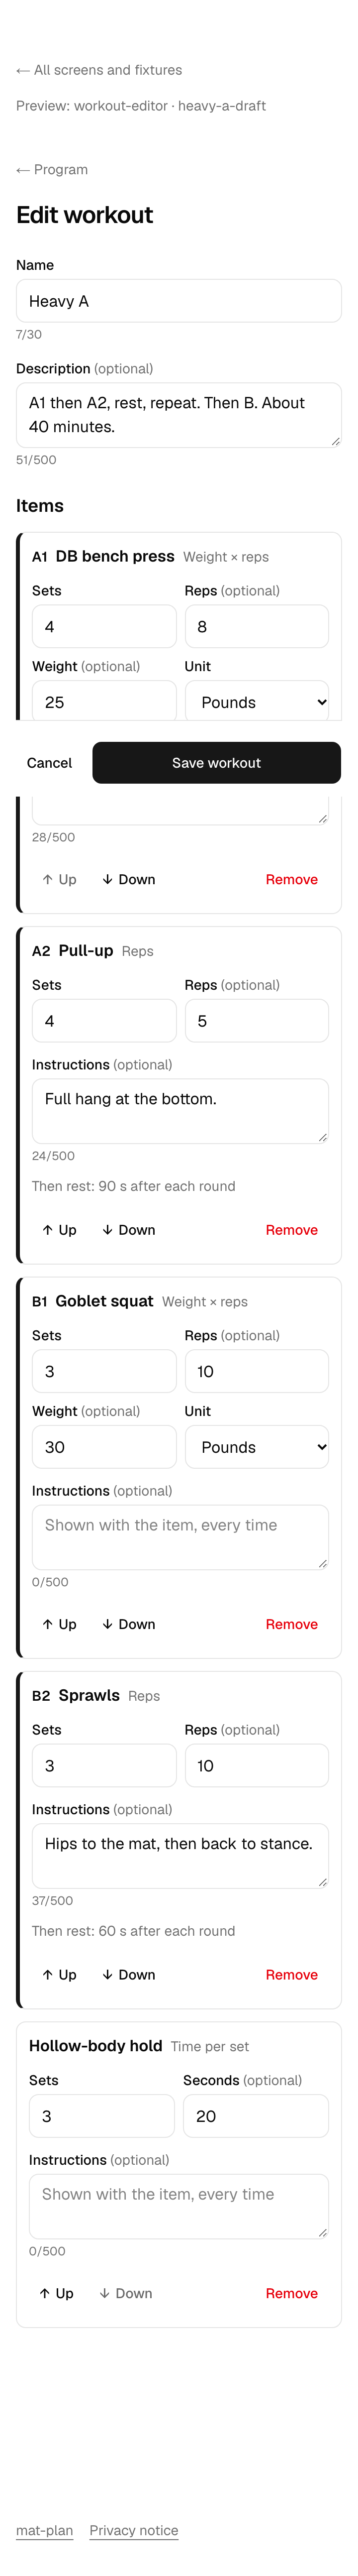 ← All screens and fixtures
Preview: workout-editor · heavy-a-draft
← Program
Edit workout
Name
Heavy A
7/30
Description (optional)
A1 then A2, rest, repeat. Then B. About
40 minutes.
51/500
Items
A1 DB bench press Weight × reps
Sets Reps (optional)
4 8
Weight (optional) Unit
25 Pounds
Cancel Save workout
28/500
↑ Up ↓ Down Remove
A2 Pull-up Reps
Sets Reps (optional)
4 5
Instructions (optional)
Full hang at the bottom.
24/500
Then rest: 90 s after each round
↑ Up ↓ Down Remove
B1 Goblet squat Weight × reps
Sets Reps (optional)
3 10
Weight (optional) Unit
30 Pounds
Instructions (optional)
Shown with the item, every time
0/500
↑ Up ↓ Down Remove
B2 Sprawls Reps
Sets Reps (optional)
3 10
Instructions (optional)
Hips to the mat, then back to stance.
37/500
Then rest: 60 s after each round
↑ Up ↓ Down Remove
Hollow-body hold Time per set
Sets Seconds (optional)
3 20
Instructions (optional)
Shown with the item, every time
0/500
↑ Up ↓ Down Remove
mat-plan Privacy notice